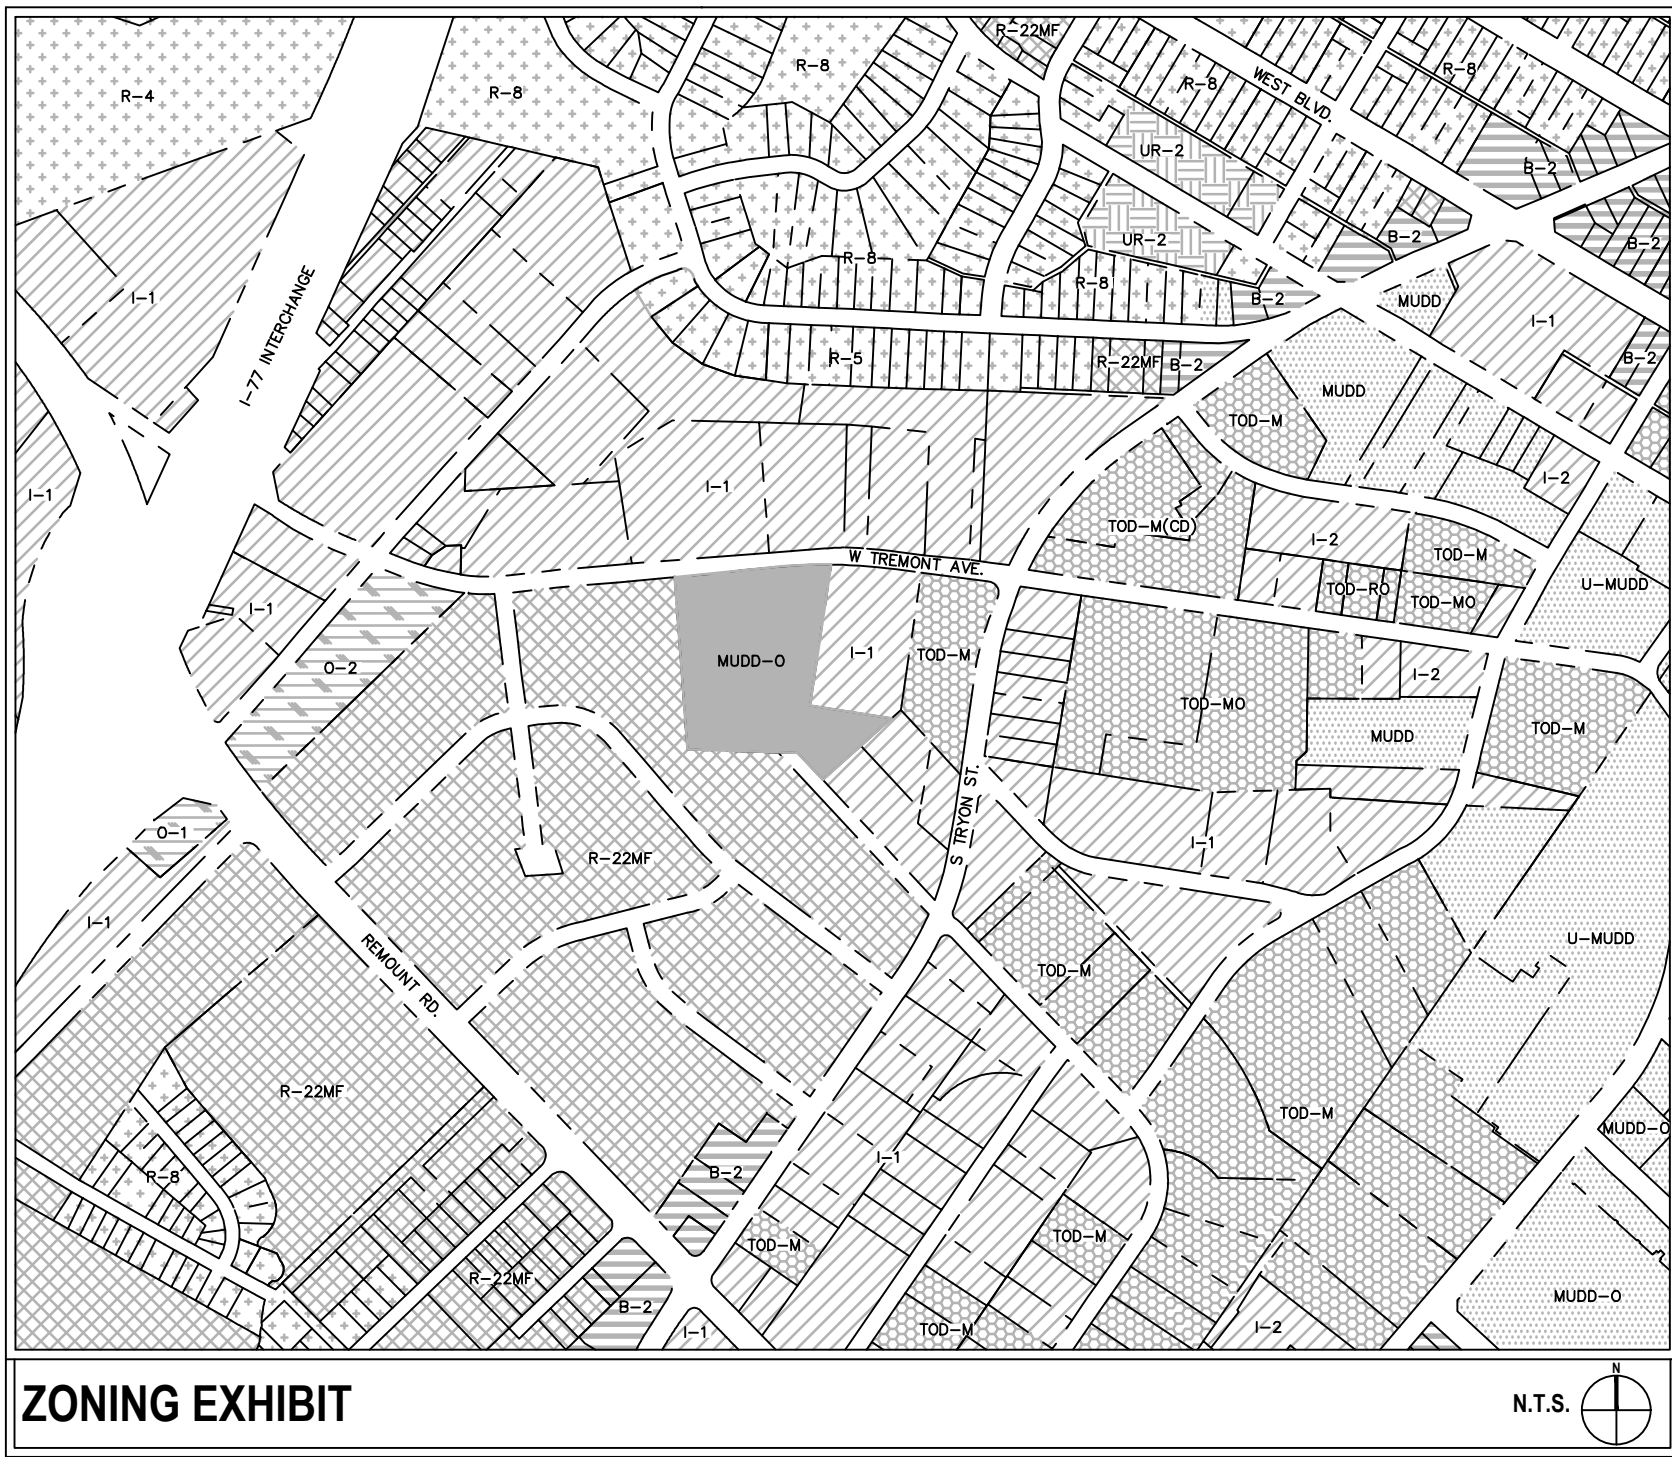 R-22MF
R-8
R-8
R-4
R-8
R-8
WEST BLVD.
UR-2
B-2
UR-2
B-2
B-2
R-8
R-8
I-1
B-2
MUDD
I-1
I-77 INTERCHANGE
R-5
R-22MF
B-2
B-2
MUDD
TOD-M
I-1
I-1
I-2
TOD-M(CD)
I-2
TOD-M
W TREMONT AVE.
U-MUDD
TOD-RO
TOD-MO
I-1
O-2
MUDD-O
I-1
TOD-M
I-2
TOD-MO
MUDD
TOD-M
S TRYON ST.
O-1
I-1
R-22MF
I-1
U-MUDD
REMOUNT RD.
TOD-M
R-22MF
TOD-M
MUDD-O
I-1
R-8
B-2
TOD-M
TOD-M
R-22MF
MUDD-O
B-2
I-1
TOD-M
I-2
ZONING EXHIBIT
N.T.S.
N